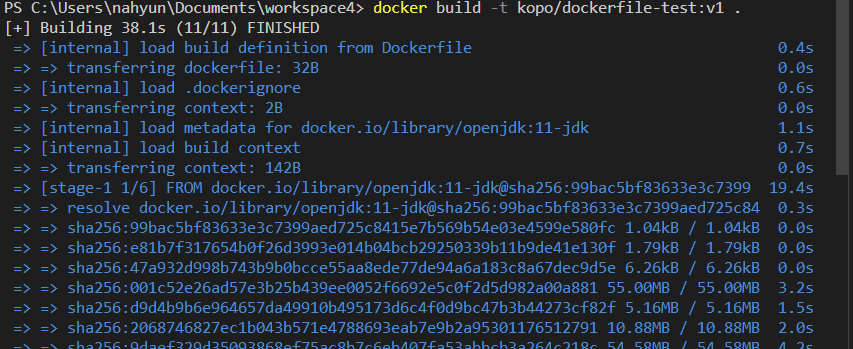 PS C:\Users\nahyun\Documents\workspace4> docker build -t kopo/dockerfile-test:v1 .
[+] Building 38.1s (11/11) FINISHED
=> [internal] load build definition from Dockerfile 0.4s
=> => transferring dockerfile: 32B 0.0s
=> [internal] load .dockerignore 0.6s
=> => transferring context: 2B 0.0s
=> [internal] load metadata for docker.io/library/openjdk:11-jdk 1.1s
=> [internal] load build context 0.7s
=> => transferring context: 142B 0.0s
=> [stage-1 1/6] FROM docker.io/library/openjdk:11-jdk@sha256:99bac5bf83633e3c7399 19.4s
=> => resolve docker.io/library/openjdk:11-jdk@sha256:99bac5bf83633e3c7399aed725c84 0.3s
=> => sha256:99bac5bf83633e3c7399aed725c8415e7b569b54e03e4599e580fc 1.04kB / 1.04kB 0.0s
=> => sha256:e81b7f317654b0f26d3993e014b04bcb29250339b11b9de41e130f 1.79kB / 1.79kB 0.0s
=> => sha256:47a932d998b743b9b0bcce55aa8ede77de94a6a183c8a67dec9d5e 6.26kB / 6.26kB 0.0s
=> => sha256:001c52e26ad57e3b25b439ee0052f6692e5c0f2d5d982a00a881 55.00MB / 55.00MB 3.2s
=> => sha256:d9d4b9b6e964657da49910b495173d6c4f0d9bc47b3b44273cf82f 5.16MB / 5.16MB 1.5s
=> => sha256:2068746827ec1b043b571e4788693eab7e9b2a95301176512791 10.88MB / 10.88MB 2.0s
=> => sha256:9daef329d35093868ef75ac8b7c6eb407fa53abbcb3a264c218c 54.58MB / 54.58MB 4.2s